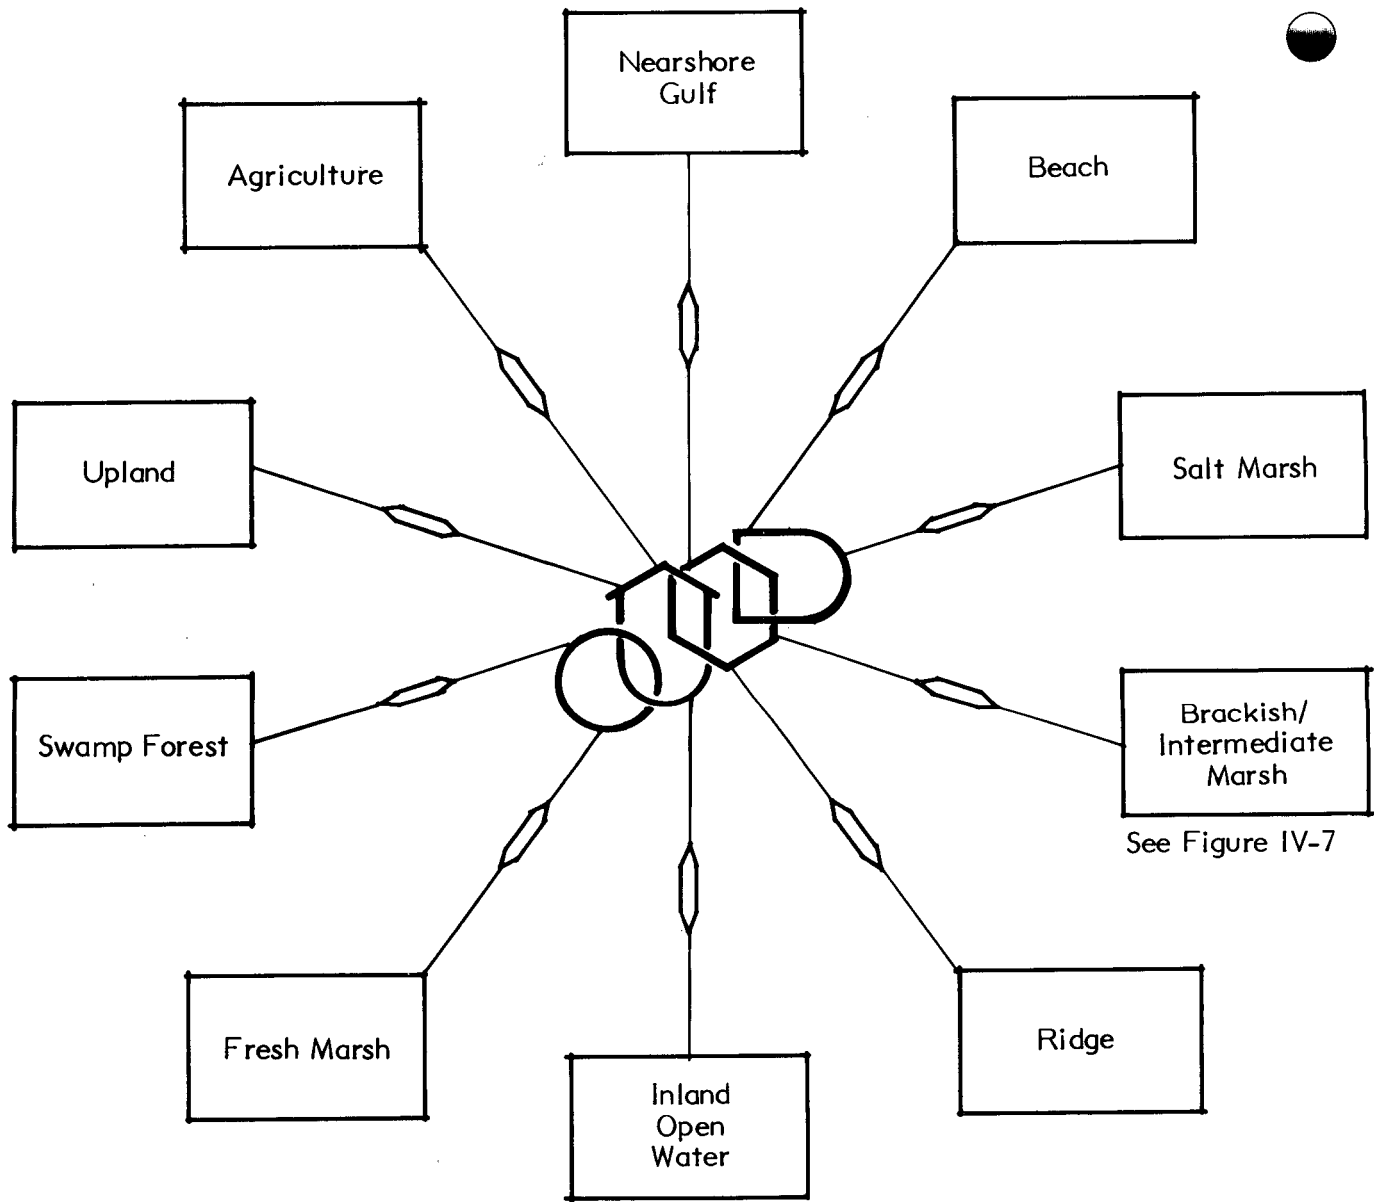 Nearshore
Gulf
Agriculture
Beach
Upland
Salt Marsh
Swamp Forest
Brackish/
Intermediate
Marsh
See Figure IV-7
Fresh Marsh
Ridge
Inland
Open
Water